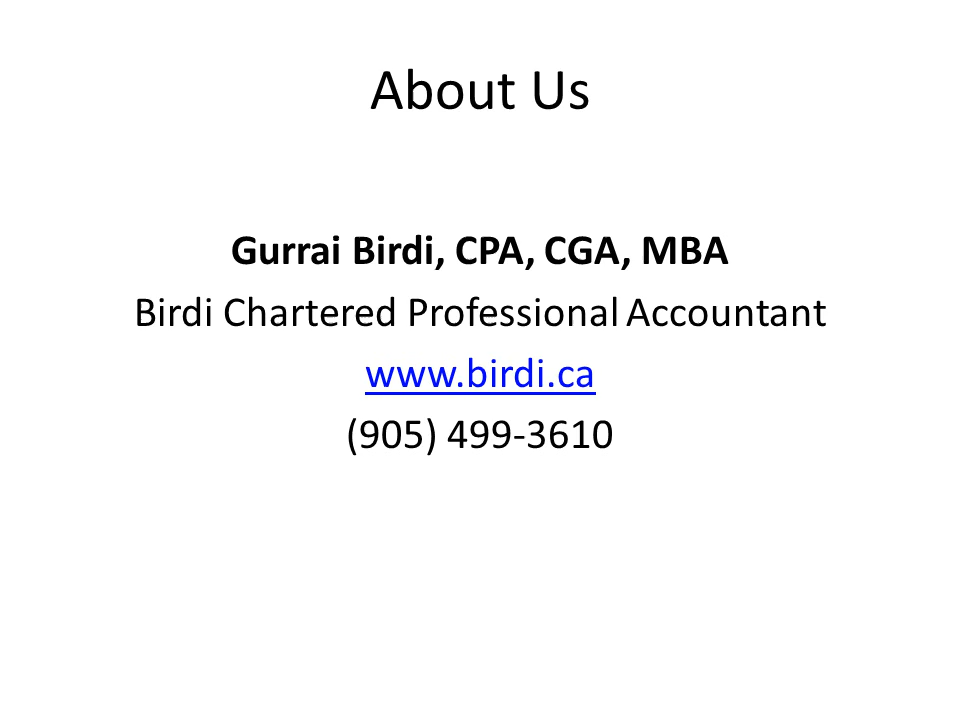 About Us
Gurrai Birdi, CPA, CGA, MBA
Birdi Chartered Professional Accountant
www.birdi.ca
(905) 499-3610